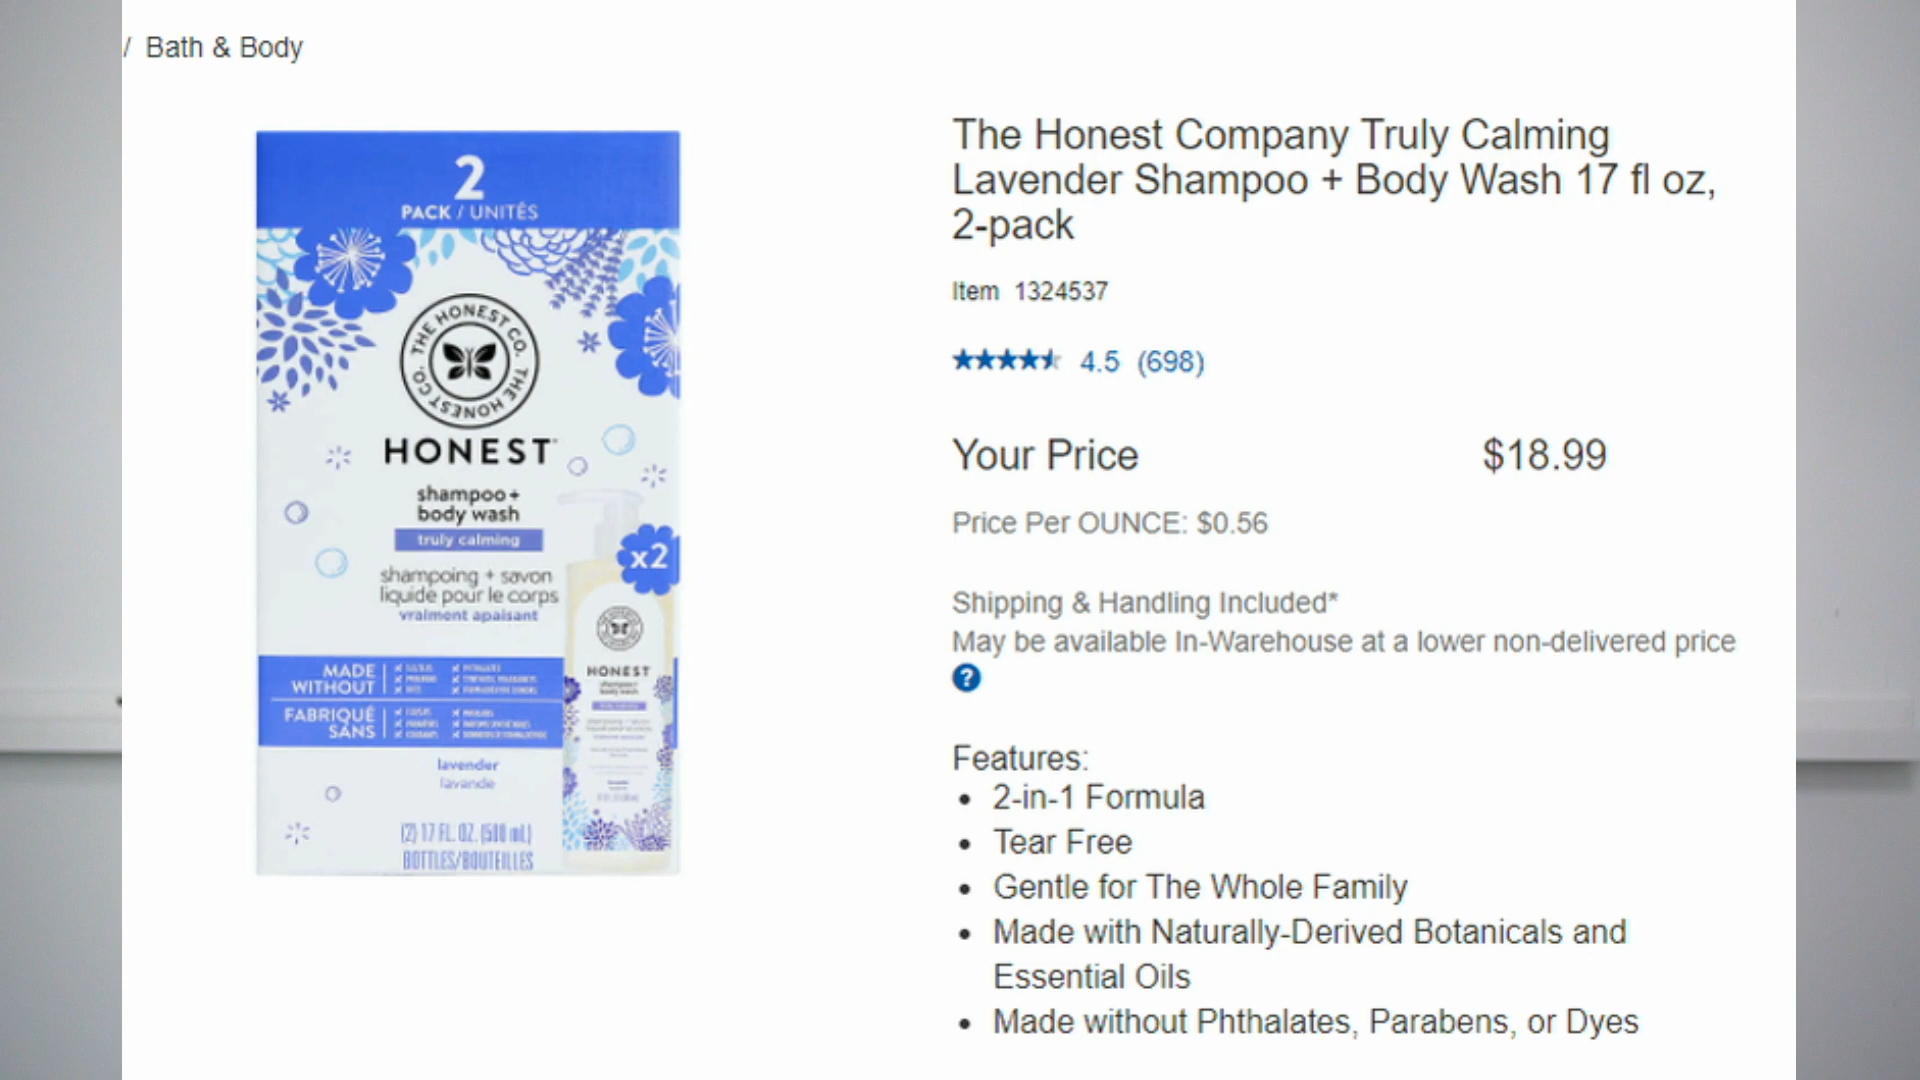 / Bath & Body
2
PACK / UNITÉS
THE HONEST CO. THE HONEST CO.
HONEST
shampoo +
body wash
truly calming
shampoing + savon
liquide pour le corps
vraiment apaisant
x2
MADE
WITHOUT
FABRIQUÉ
SANS
HONEST
lavender
lavande
(2) 17 FL. OZ. (500 mL)
BOTTLES/BOUTEILLES
The Honest Company Truly Calming
Lavender Shampoo + Body Wash 17 fl oz,
2-pack
Item 1324537
4.5 (698)
Your Price $18.99
Price Per OUNCE: $0.56
Shipping & Handling Included*
May be available In-Warehouse at a lower non-delivered price
?
Features:
• 2-in-1 Formula
• Tear Free
• Gentle for The Whole Family
• Made with Naturally-Derived Botanicals and
Essential Oils
• Made without Phthalates, Parabens, or Dyes